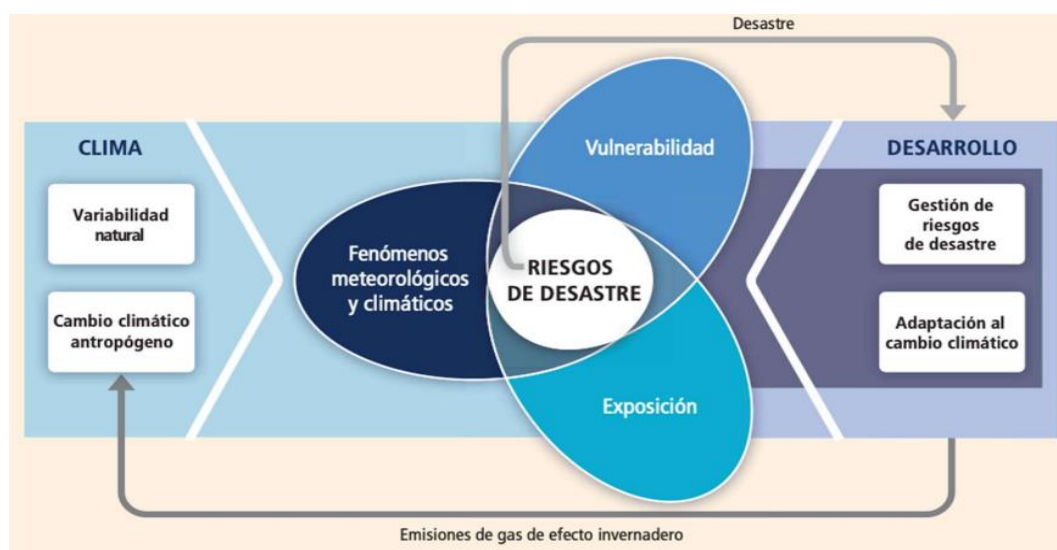 Desastre
CLIMA
Variabilidad
natural
Cambio climático
antropógeno
Fenómenos
meteorológicos
y climáticos
Vulnerabilidad
RIESGOS
DE DESASTRE
Exposición
DESARROLLO
Gestión de
riesgos
de desastre
Adaptación al
cambio climático
Emisiones de gas de efecto invernadero